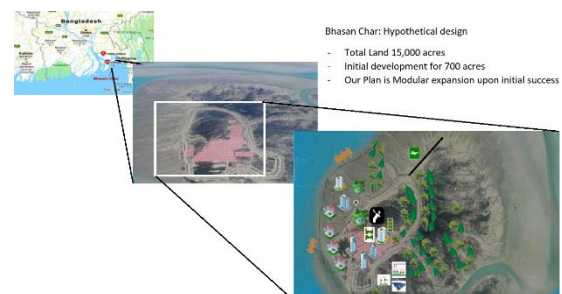 Bhasan Char: Hypothetical design
- Total Land 15,000 acres
- Initial development for 700 acres
- Our Plan is Modular expansion upon initial success
Bangladesh